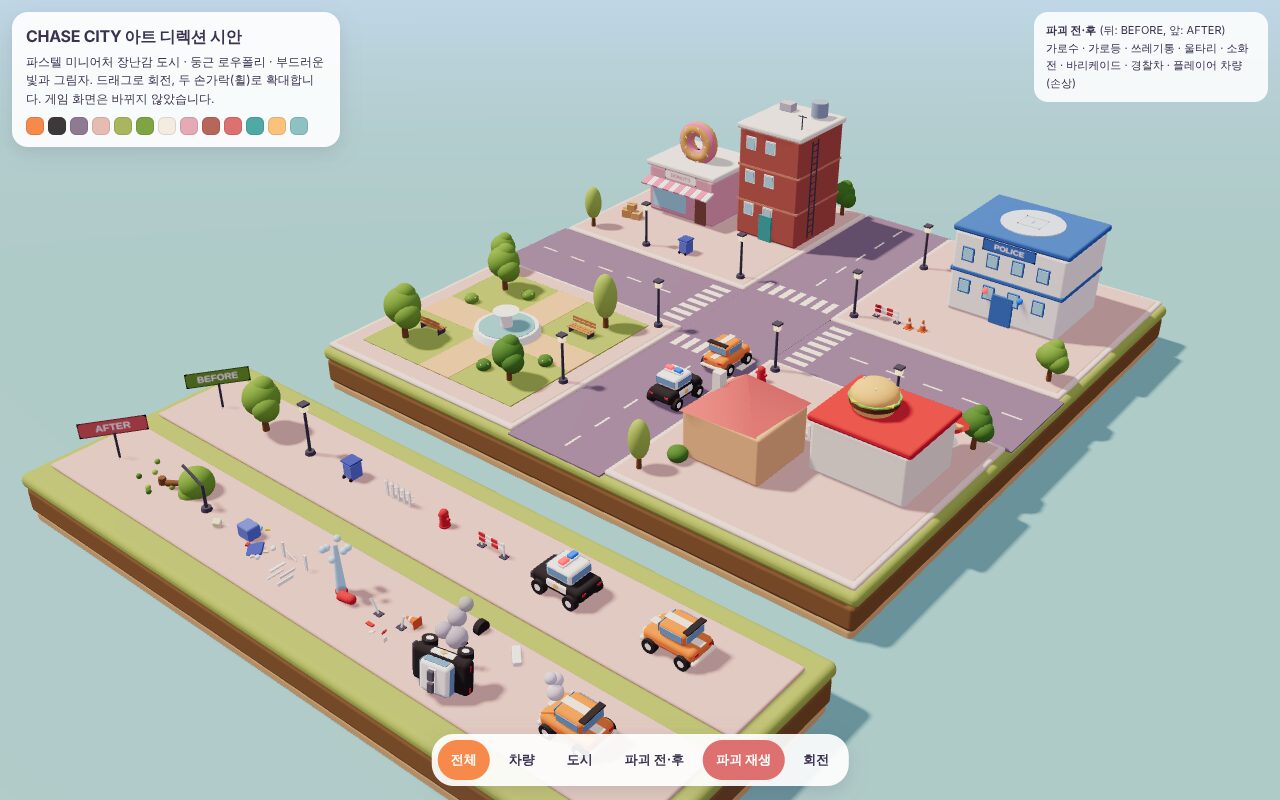 CHASE CITY 아트 디렉션 시안
파스텔 미니어처 장난감 도시 · 둥근 로우폴리 · 부드러운
빛과 그림자. 드래그로 회전, 두 손가락(휠)로 확대합니
다. 게임 화면은 바뀌지 않았습니다.
파괴 전·후 (뒤: BEFORE, 앞: AFTER)
가로수 · 가로등 · 쓰레기통 · 울타리 · 소화
전 · 바리케이드 · 경찰차 · 플레이어 차량
(손상)
DONUTS
POLICE
BEFORE
AFTER
전체
차량
도시
파괴 전·후
파괴 재생
회전